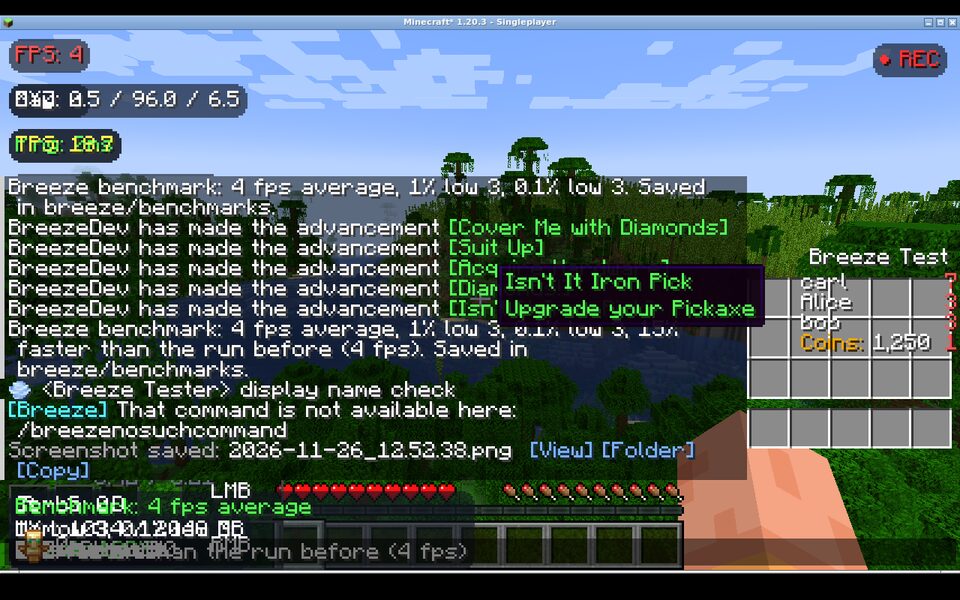 Minecraft* 1.20.3 - Singleplayer
FPS: 4
REC
0.5 / 96.0 / 6.5
Breeze benchmark: 4 fps average, 1% low 3, 0.1% low 3. Saved
in breeze/benchmarks.
BreezeDev has made the advancement [Cover Me with Diamonds]
BreezeDev has made the advancement [Suit Up]
BreezeDev has made the advancement [Acq
BreezeDev has made the advancement [Diam
BreezeDev has made the advancement [Isn'
Isn't It Iron Pick
Upgrade your Pickaxe
Breeze benchmark: 4 fps average, 1% low 3, 0.1% low 3, 15%
faster than the run before (4 fps). Saved in
breeze/benchmarks.
<Breeze Tester> display name check
[Breeze] That command is not available here:
/breezenosuchcommand
Screenshot saved: 2026-11-26_12.52.38.png [View] [Folder]
[Copy]
Breeze Test
carl
Alice
bob
Coins: 1,250
LMB
Benchmark: 4 fps average
run before (4 fps)